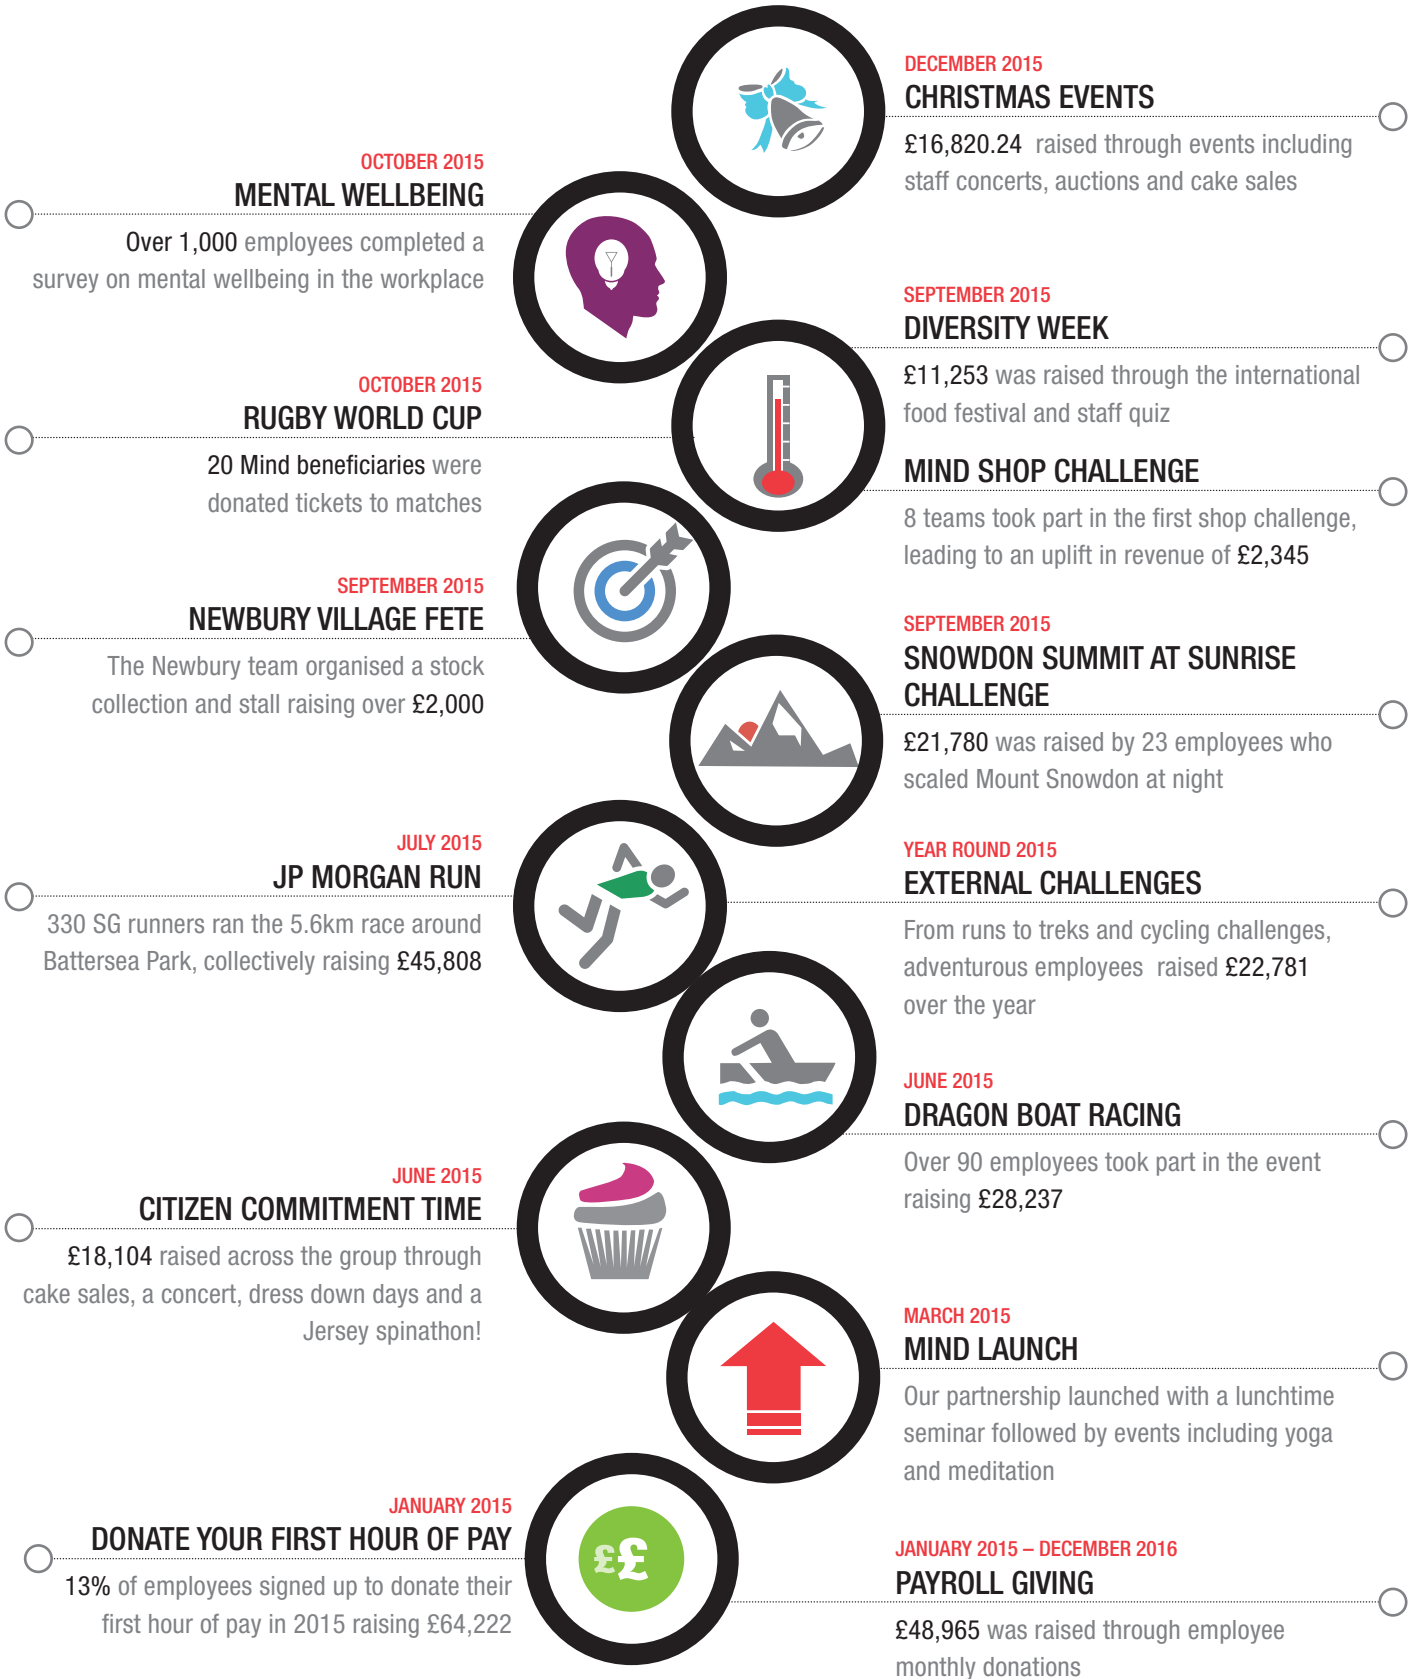 DECEMBER 2015
CHRISTMAS EVENTS
£16,820.24 raised through events including
staff concerts, auctions and cake sales
OCTOBER 2015
MENTAL WELLBEING
Over 1,000 employees completed a
survey on mental wellbeing in the workplace
SEPTEMBER 2015
DIVERSITY WEEK
£11,253 was raised through the international
food festival and staff quiz
OCTOBER 2015
RUGBY WORLD CUP
20 Mind beneficiaries were
donated tickets to matches
MIND SHOP CHALLENGE
8 teams took part in the first shop challenge,
leading to an uplift in revenue of £2,345
SEPTEMBER 2015
NEWBURY VILLAGE FETE
The Newbury team organised a stock
collection and stall raising over £2,000
SEPTEMBER 2015
SNOWDON SUMMIT AT SUNRISE
CHALLENGE
£21,780 was raised by 23 employees who
scaled Mount Snowdon at night
JULY 2015
JP MORGAN RUN
330 SG runners ran the 5.6km race around
Battersea Park, collectively raising £45,808
YEAR ROUND 2015
EXTERNAL CHALLENGES
From runs to treks and cycling challenges,
adventurous employees raised £22,781
over the year
JUNE 2015
DRAGON BOAT RACING
Over 90 employees took part in the event
raising £28,237
JUNE 2015
CITIZEN COMMITMENT TIME
£18,104 raised across the group through
cake sales, a concert, dress down days and a
Jersey spinathon!
MARCH 2015
MIND LAUNCH
Our partnership launched with a lunchtime
seminar followed by events including yoga
and meditation
JANUARY 2015
DONATE YOUR FIRST HOUR OF PAY
13% of employees signed up to donate their
first hour of pay in 2015 raising £64,222
££
JANUARY 2015 – DECEMBER 2016
PAYROLL GIVING
£48,965 was raised through employee
monthly donations